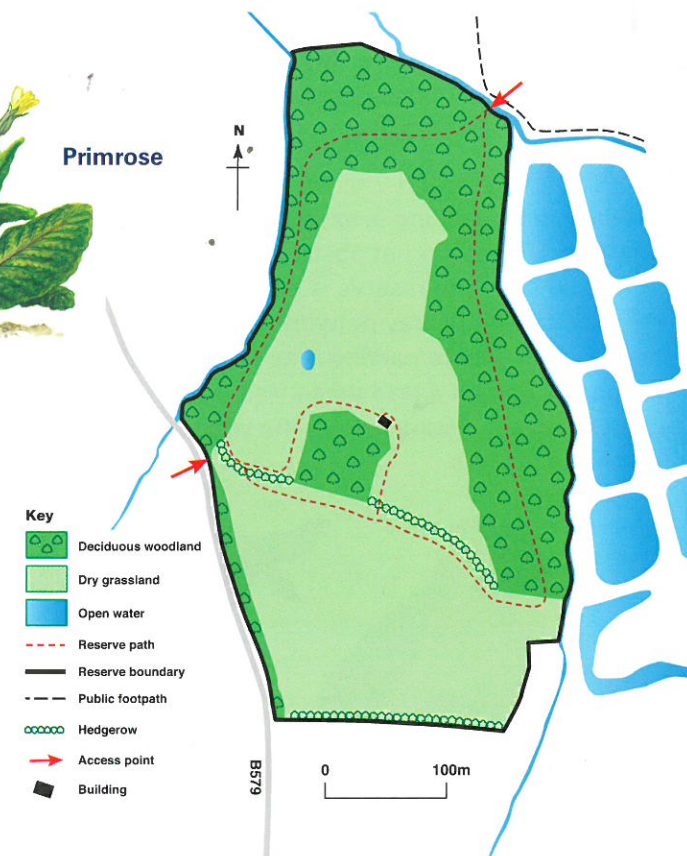 N
Primrose
Key
Deciduous woodland
Dry grassland
Open water
Reserve path
Reserve boundary
Public footpath
Hedgerow
Access point
Building
B579
0 100m